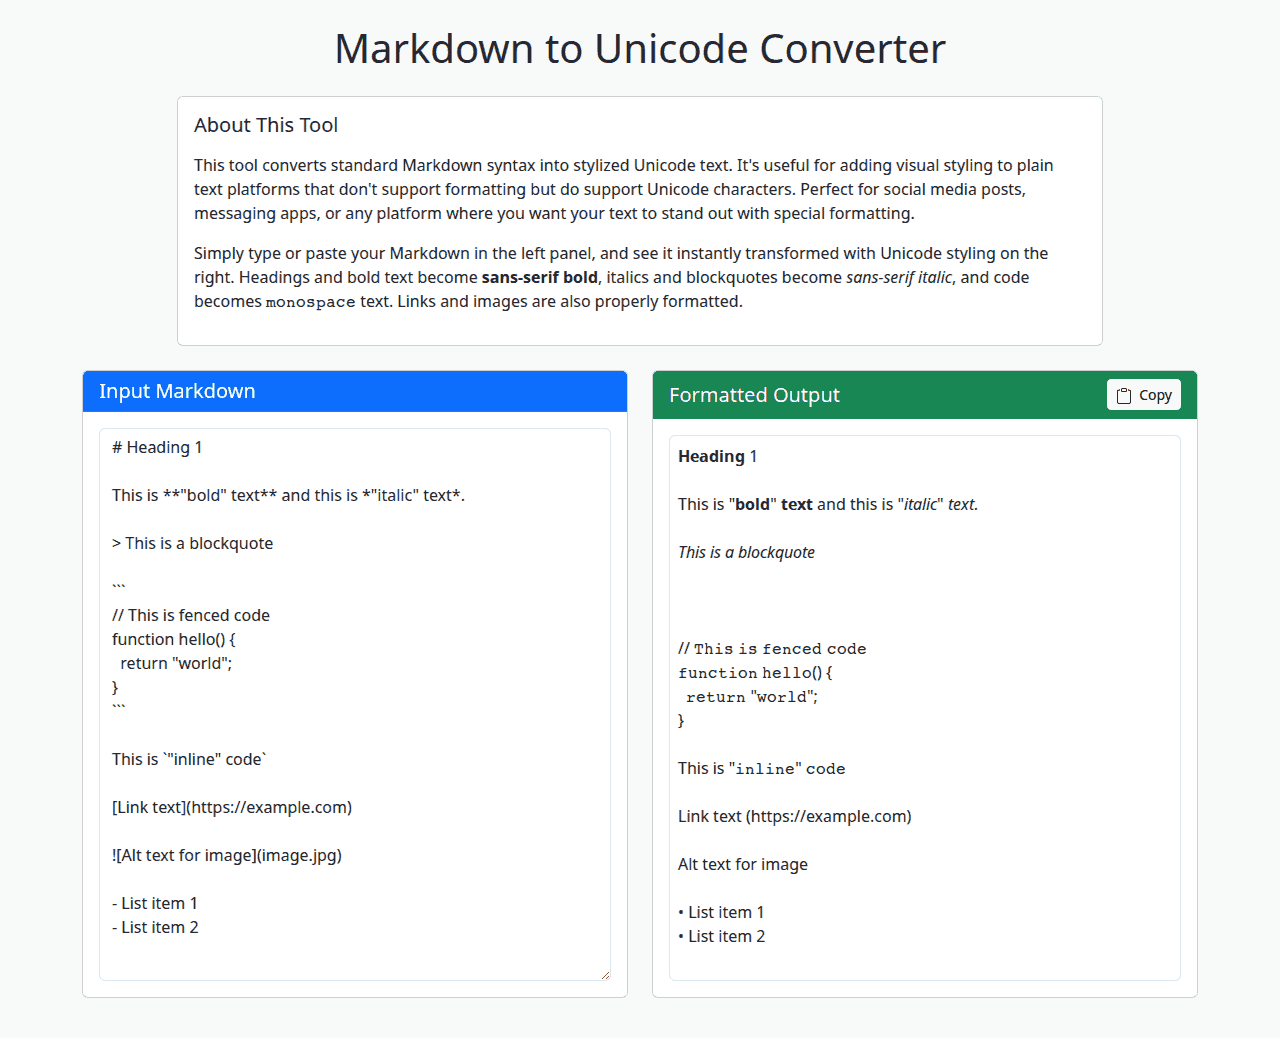 Markdown to Unicode Converter
About This Tool
This tool converts standard Markdown syntax into stylized Unicode text. It's useful for adding visual styling to plain
text platforms that don't support formatting but do support Unicode characters. Perfect for social media posts,
messaging apps, or any platform where you want your text to stand out with special formatting.
Simply type or paste your Markdown in the left panel, and see it instantly transformed with Unicode styling on the
right. Headings and bold text become sans-serif bold, italics and blockquotes become sans-serif italic, and code
becomes monospace text. Links and images are also properly formatted.
Input Markdown
# Heading 1
This is **"bold" text** and this is *"italic" text*.
> This is a blockquote
```
// This is fenced code
function hello() {
  return "world";
}
```
This is `"inline" code`
[Link text](https://example.com)
![Alt text for image](image.jpg)
- List item 1
- List item 2
Formatted Output
Copy
Heading 1
This is "bold" text and this is "italic" text.
This is a blockquote
// This is fenced code
function hello() {
  return "world";
}
This is "inline" code
Link text (https://example.com)
Alt text for image
• List item 1
• List item 2